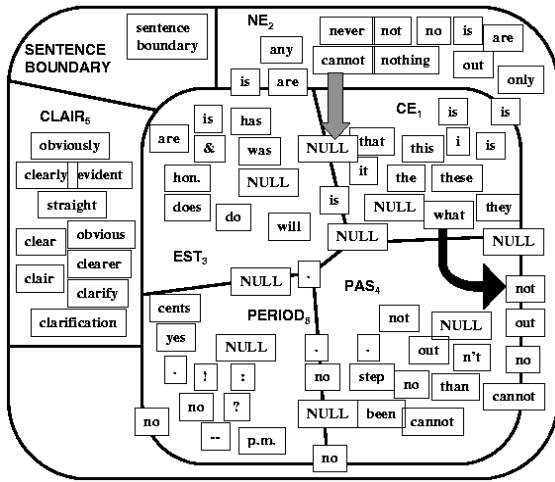 SENTENCE
BOUNDARY
sentence
boundary
NE2
never not no is are
any cannot nothing out only
is are
CLAIR5
obviously
clearly evident
straight
clear obvious
clearer
clair
clarify
clarification
CE1
is is
that this i is
NULL
it the these
is NULL what they
NULL NULL
is has
are & was
hon. NULL
does do will
EST3
NULL .
PAS4
not
not NULL out
out n't no
. . no than
no step
NULL been cannot cannot
no
cents
yes PERIOD6
NULL
. ! :
no ?
no -- p.m.